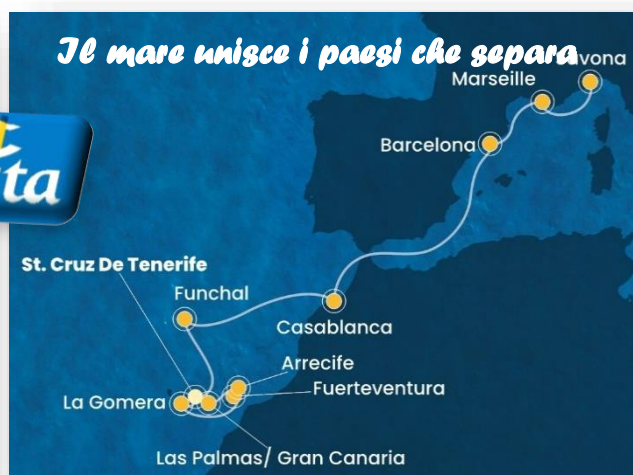 Il mare unisce i paesi che separa
Marseille
Barcelona
St. Cruz De Tenerife
Funchal
Casablanca
Arrecife
Fuerteventura
La Gomera
Las Palmas/ Gran Canaria